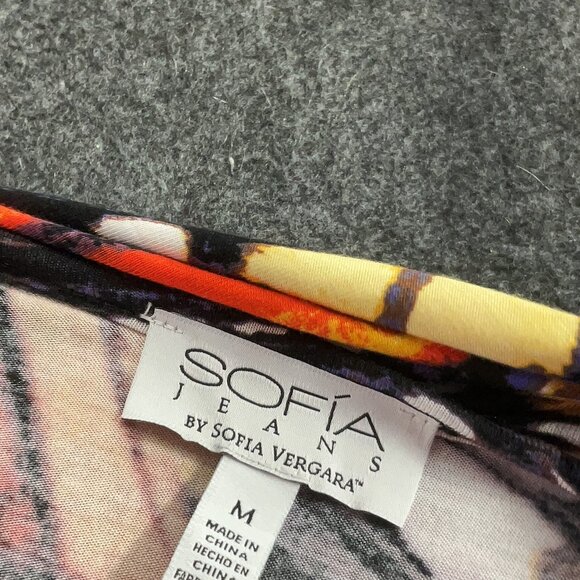 SOFÍA
JEANS
BY SOFIA VERGARA™
M
MADE IN
CHINA
HECHO EN
CHINA